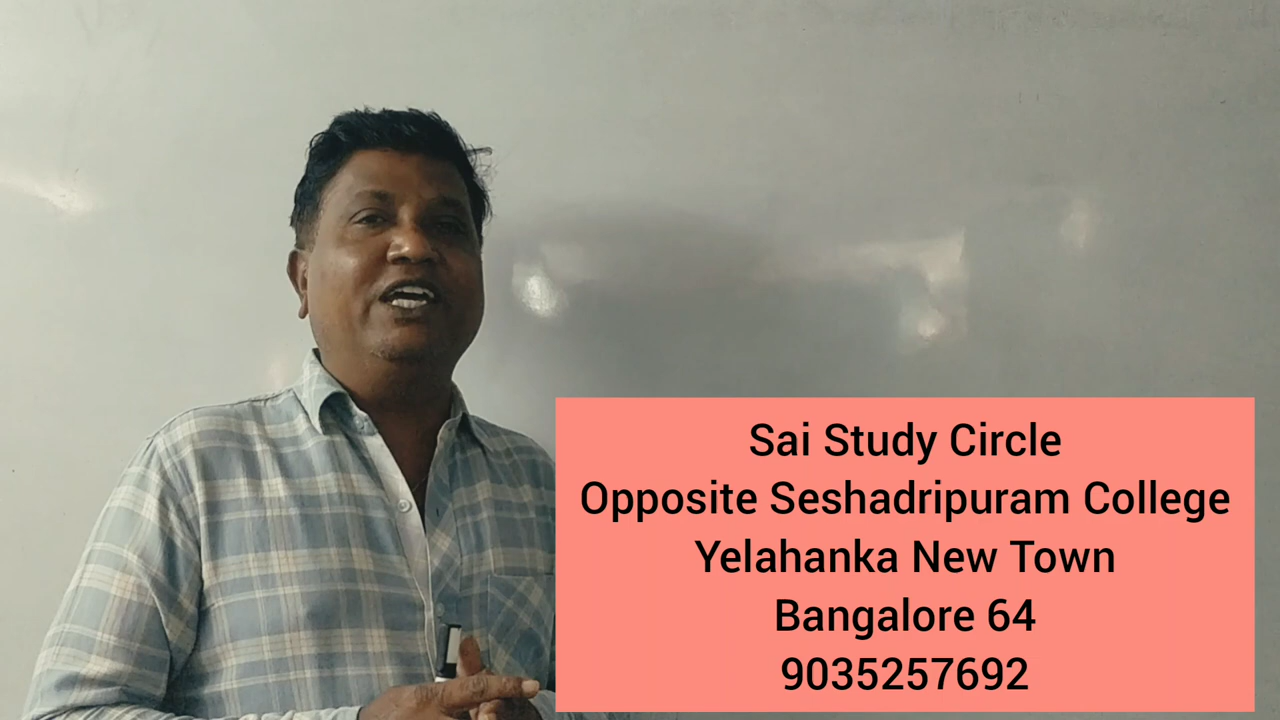 Sai Study Circle
Opposite Seshadripuram College
Yelahanka New Town
Bangalore 64
9035257692